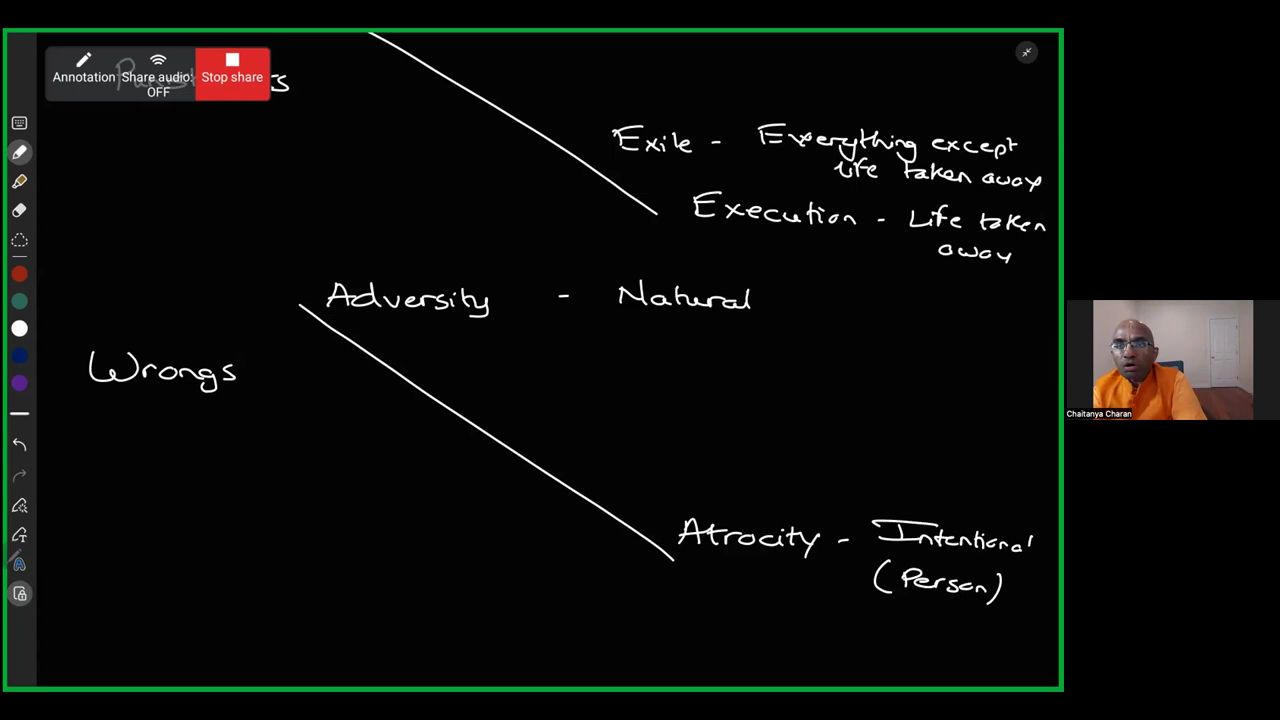 Annotation
Share audio:
OFF
Stop share
Exile - Everything except
life taken away
Execution - Life taken
away
Adversity - Natural
Wrongs
Atrocity - Intentional
(Person)
Chaitanya Charan